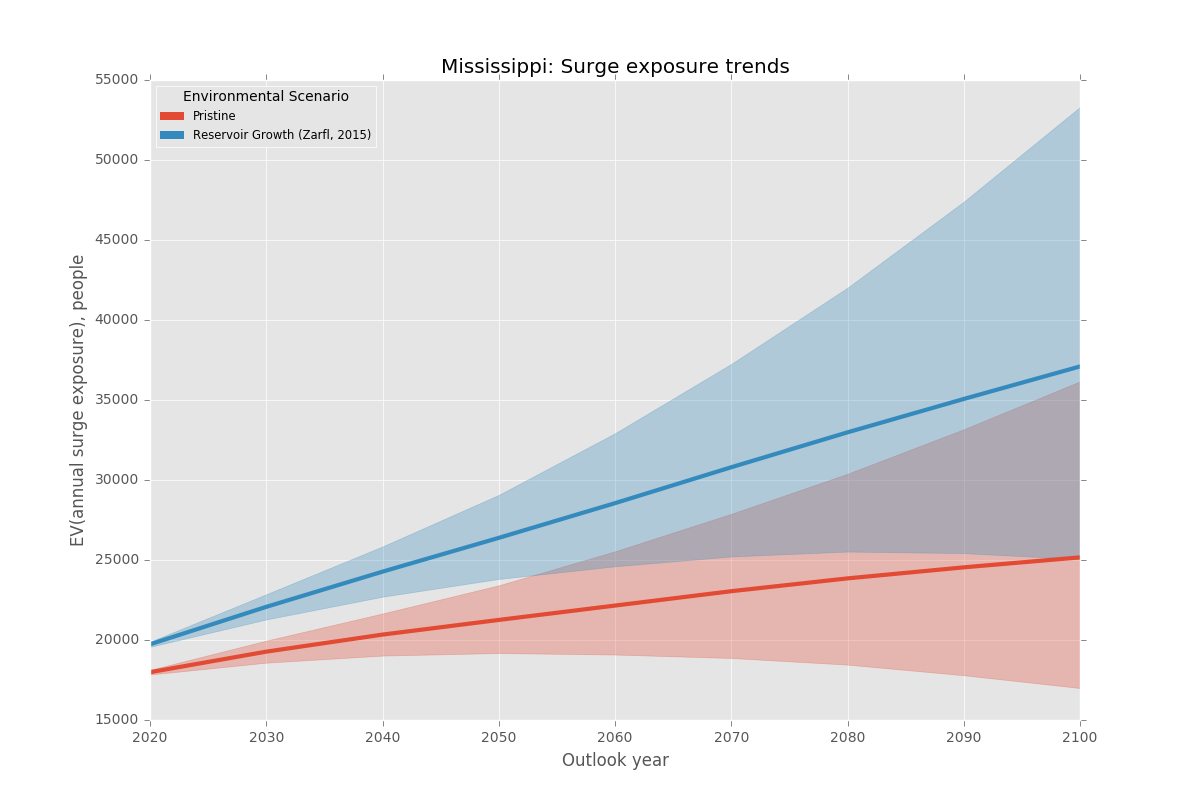 Mississippi: Surge exposure trends
Environmental Scenario
Pristine
Reservoir Growth (Zarfl, 2015)
EV(annual surge exposure), people
55000
50000
45000
40000
35000
30000
25000
20000
15000
2020 2030 2040 2050 2060 2070 2080 2090 2100
Outlook year